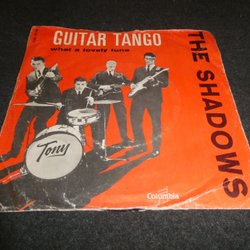 GUITAR TANGO
what a lovely tune
THE SHADOWS
Tony
Columbia